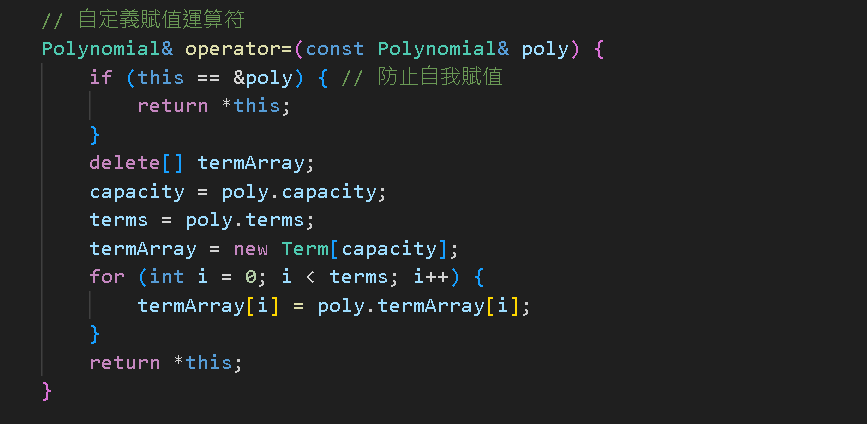 // 自定義賦值運算符
Polynomial& operator=(const Polynomial& poly) {
    if (this == &poly) { // 防止自我賦值
        return *this;
    }
    delete[] termArray;
    capacity = poly.capacity;
    terms = poly.terms;
    termArray = new Term[capacity];
    for (int i = 0; i < terms; i++) {
        termArray[i] = poly.termArray[i];
    }
    return *this;
}